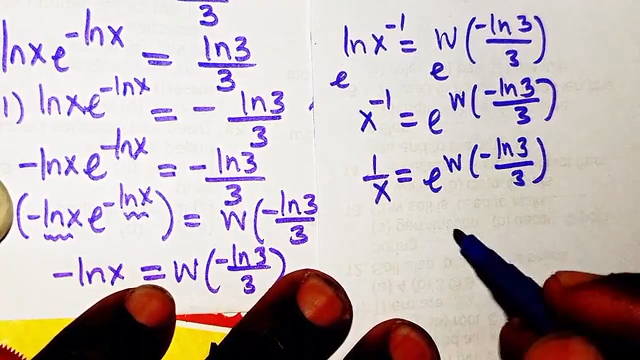 3
lnx e^-lnx = ln3/3
1) lnx e^-lnx = - ln3/3
-lnx e^-lnx = -ln3/3
(-lnx e^-lnx) = W(-ln3/3
-lnx = W(-ln3/3)
lnx^-1 = W(-ln3/3)
e e
x^-1 = e^W(-ln3/3)
1/x = e^W(-ln3/3)